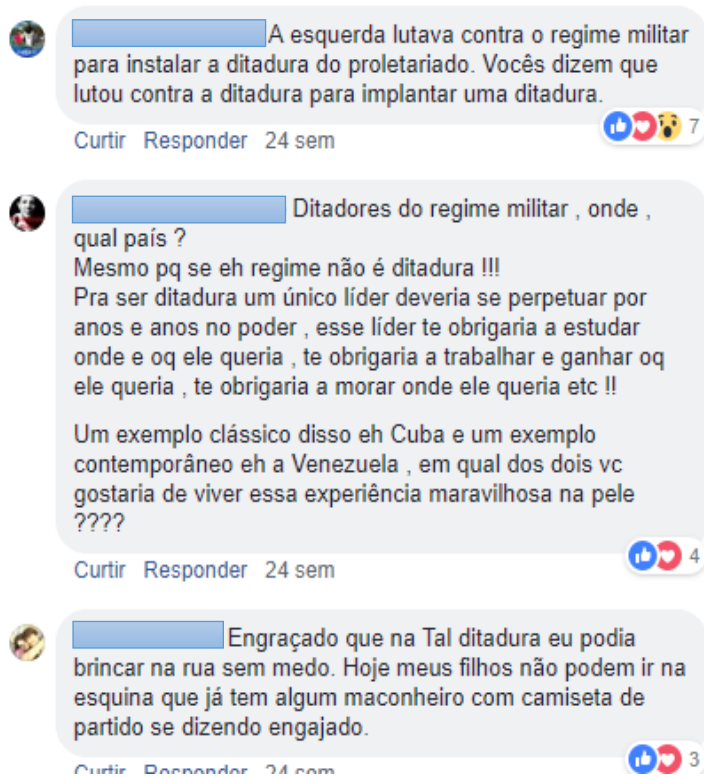 A esquerda lutava contra o regime militar
para instalar a ditadura do proletariado. Vocês dizem que
lutou contra a ditadura para implantar uma ditadura.
7
Curtir Responder 24 sem
Ditadores do regime militar , onde ,
qual país ?
Mesmo pq se eh regime não é ditadura !!!
Pra ser ditadura um único líder deveria se perpetuar por
anos e anos no poder , esse líder te obrigaria a estudar
onde e oq ele queria , te obrigaria a trabalhar e ganhar oq
ele queria , te obrigaria a morar onde ele queria etc !!
Um exemplo clássico disso eh Cuba e um exemplo
contemporâneo eh a Venezuela , em qual dos dois vc
gostaria de viver essa experiência maravilhosa na pele
????
4
Curtir Responder 24 sem
Engraçado que na Tal ditadura eu podia
brincar na rua sem medo. Hoje meus filhos não podem ir na
esquina que já tem algum maconheiro com camiseta de
partido se dizendo engajado.
3
Curtir Responder 24 sem